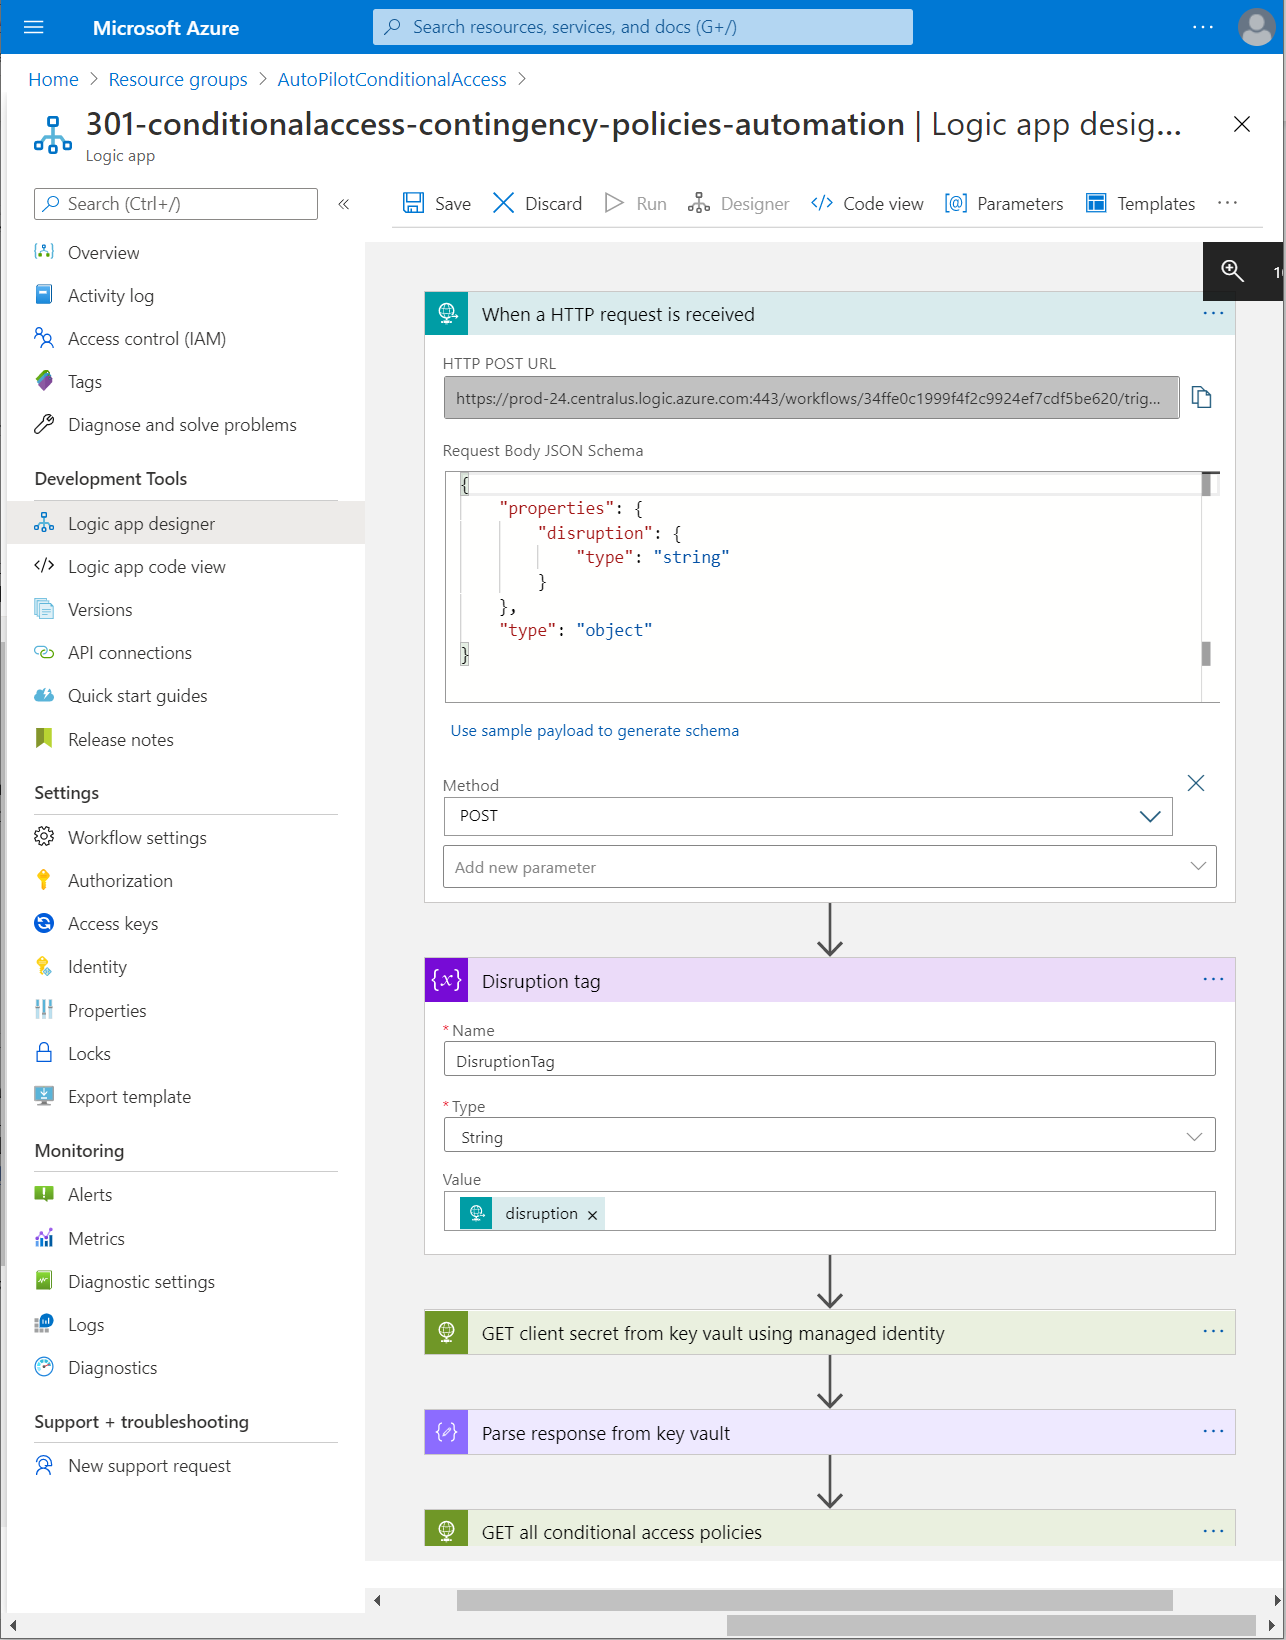 Microsoft Azure
Search resources, services, and docs (G+/)
...
Home > Resource groups > AutoPilotConditionalAccess >
301-conditionalaccess-contingency-policies-automation | Logic app desig...
Logic app
Search (Ctrl+/)
«
Save
Discard
Run
Designer
</> Code view
[@] Parameters
Templates
...
Overview
Activity log
Access control (IAM)
Tags
Diagnose and solve problems
Development Tools
Logic app designer
</> Logic app code view
Versions
API connections
Quick start guides
Release notes
Settings
Workflow settings
Authorization
Access keys
Identity
Properties
Locks
Export template
Monitoring
Alerts
Metrics
Diagnostic settings
Logs
Diagnostics
Support + troubleshooting
New support request
When a HTTP request is received
...
HTTP POST URL
https://prod-24.centralus.logic.azure.com:443/workflows/34ffe0c1999f4f2c9924ef7cdf5be620/trig...
Request Body JSON Schema
{
"properties": {
"disruption": {
"type": "string"
}
},
"type": "object"
}
Use sample payload to generate schema
Method
POST
Add new parameter
{x} Disruption tag
...
* Name
DisruptionTag
* Type
String
Value
disruption ×
GET client secret from key vault using managed identity
...
Parse response from key vault
...
GET all conditional access policies
...